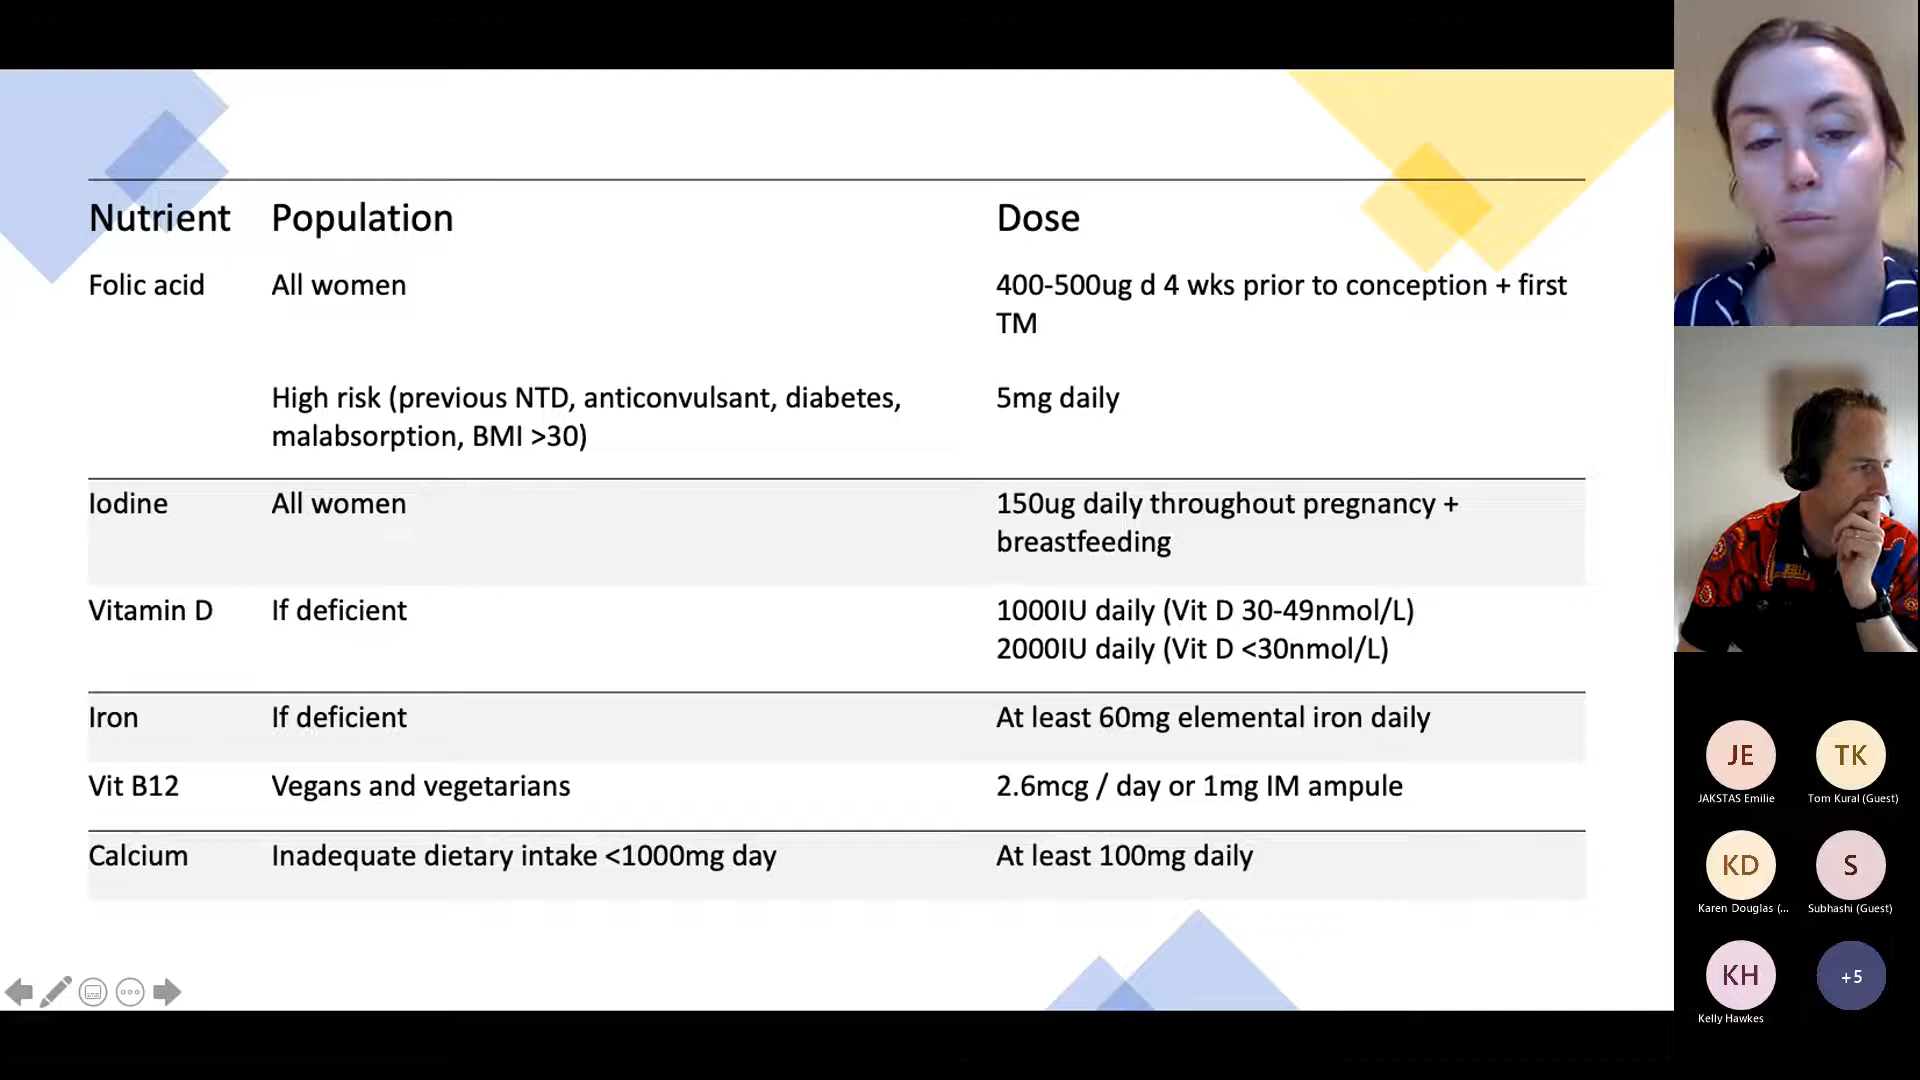 Nutrient Population Dose
Folic acid All women 400-500ug d 4 wks prior to conception + first
TM
High risk (previous NTD, anticonvulsant, diabetes, 5mg daily
malabsorption, BMI >30)
Iodine All women 150ug daily throughout pregnancy +
breastfeeding
Vitamin D If deficient 1000IU daily (Vit D 30-49nmol/L)
2000IU daily (Vit D <30nmol/L)
Iron If deficient At least 60mg elemental iron daily
Vit B12 Vegans and vegetarians 2.6mcg / day or 1mg IM ampule
Calcium Inadequate dietary intake <1000mg day At least 100mg daily
JE TK
JAKSTAS Emilie Tom Kural (Guest)
KD S
Karen Douglas (... Subhashi (Guest)
KH +5
Kelly Hawkes